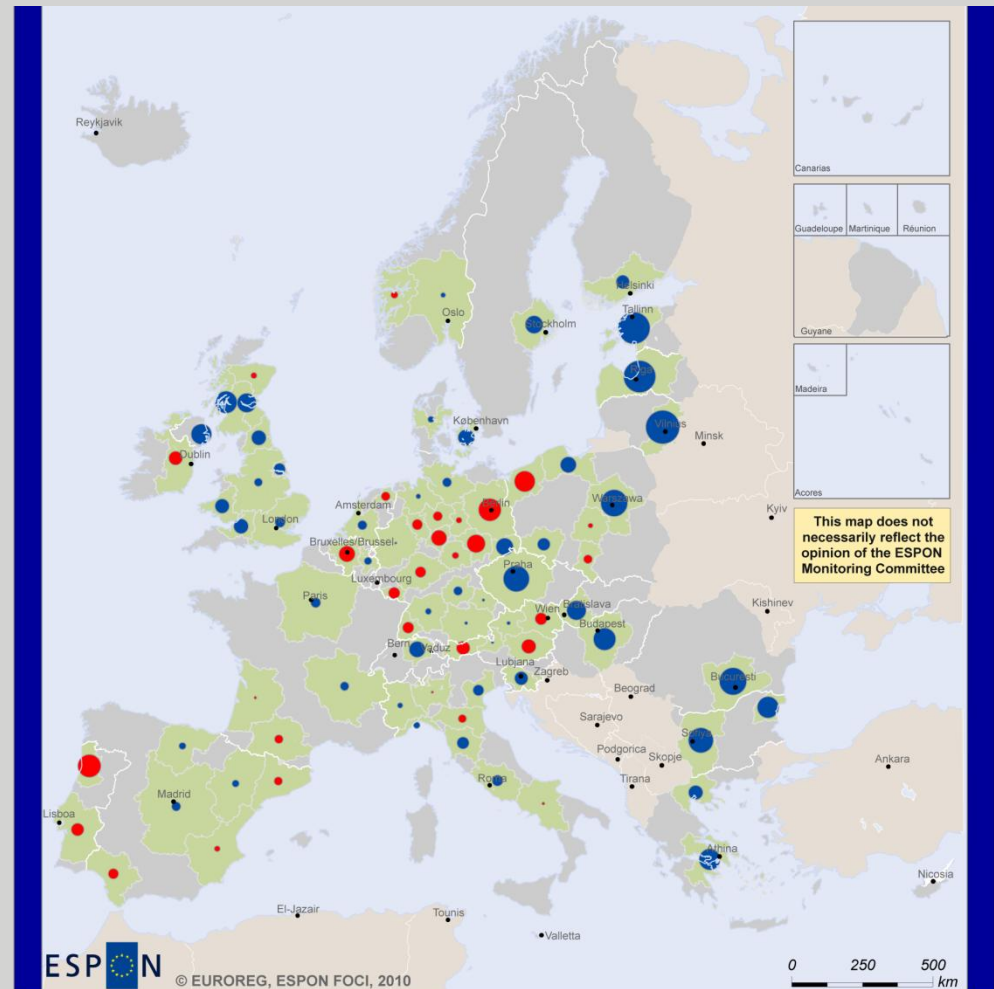 Reykjavik
Canarias
Guadeloupe
Martinique
Réunion
Guyane
Madeira
Acores
This map does not
necessarily reflect the
opinion of the ESPON
Monitoring Committee
Oslo
Helsinki
Tallinn
Stockholm
Riga
København
Vilnius
Minsk
Dublin
Amsterdam
Berlin
Warszawa
London
Kyiv
Bruxelles/Brussel
Praha
Luxembourg
Paris
Wien
Bratislava
Kishinev
Budapest
Bern
Vaduz
Lubjana
Zagreb
Bucuresti
Beograd
Sarajevo
Sofiya
Podgorica
Skopje
Ankara
Tirana
Roma
Madrid
Lisboa
Athina
Nicosia
El-Jazair
Tounis
Valletta
ESPON
© EUROREG, ESPON FOCI, 2010
0 250 500
km